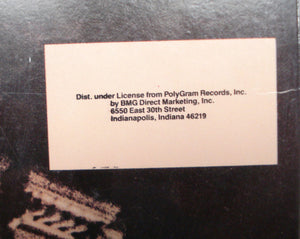 Dist. under License from PolyGram Records, Inc.
by BMG Direct Marketing, Inc.
6550 East 30th Street
Indianapolis, Indiana 46219